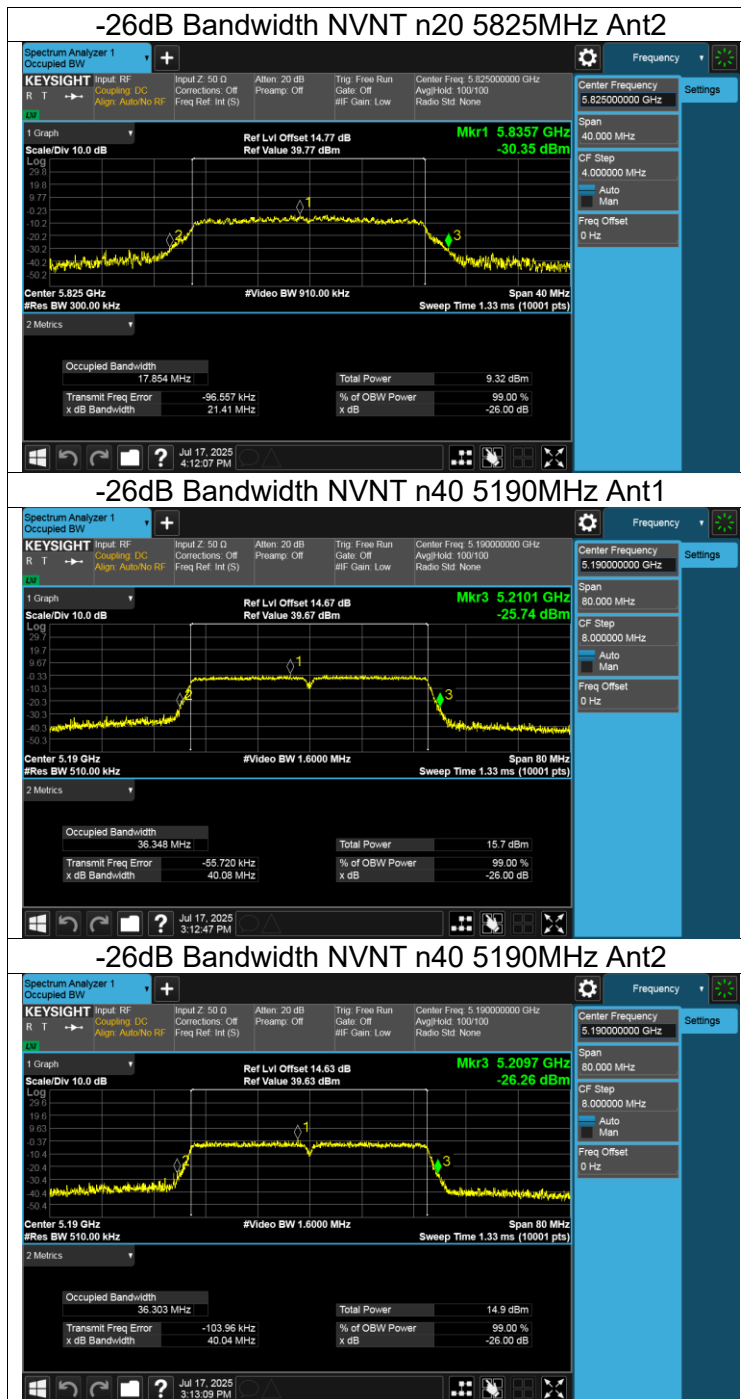 -26dB Bandwidth NVNT n20 5825MHz Ant2
Spectrum Analyzer 1
Occupied BW
+
Frequency
KEYSIGHT Input: RF Input Z: 50 Ω Atten: 20 dB Trig: Free Run Center Freq: 5.825000000 GHz
R T Coupling: DC Corrections: Off Preamp: Off Gate: Off Avg|Hold: 100/100
Align: Auto/No RF Freq Ref: Int (S) #IF Gain: Low Radio Std: None
LXI
Center Frequency
5.825000000 GHz
Settings
Span
40.000 MHz
CF Step
4.000000 MHz
Auto
Man
Freq Offset
0 Hz
1 Graph
Ref Lvl Offset 14.77 dB
Mkr1 5.8357 GHz
Scale/Div 10.0 dB
Ref Value 39.77 dBm
-30.35 dBm
Log
29.8
19.8
9.77
-0.23
-10.2
-20.2
-30.2
-40.2
-50.2
1
2
3
Center 5.825 GHz #Video BW 910.00 kHz Span 40 MHz
#Res BW 300.00 kHz Sweep Time 1.33 ms (10001 pts)
2 Metrics
Occupied Bandwidth
17.854 MHz Total Power 9.32 dBm
Transmit Freq Error -96.557 kHz % of OBW Power 99.00 %
x dB Bandwidth 21.41 MHz x dB -26.00 dB
? Jul 17, 2025
4:12:07 PM
-26dB Bandwidth NVNT n40 5190MHz Ant1
Spectrum Analyzer 1
Occupied BW
+
Frequency
KEYSIGHT Input: RF Input Z: 50 Ω Atten: 20 dB Trig: Free Run Center Freq: 5.190000000 GHz
R T Coupling: DC Corrections: Off Preamp: Off Gate: Off Avg|Hold: 100/100
Align: Auto/No RF Freq Ref: Int (S) #IF Gain: Low Radio Std: None
LXI
Center Frequency
5.190000000 GHz
Settings
Span
80.000 MHz
CF Step
8.000000 MHz
Auto
Man
Freq Offset
0 Hz
1 Graph
Ref Lvl Offset 14.67 dB
Mkr3 5.2101 GHz
Scale/Div 10.0 dB
Ref Value 39.67 dBm
-25.74 dBm
Log
29.7
19.7
9.67
-0.33
-10.3
-20.3
-30.3
-40.3
-50.3
1
2
3
Center 5.19 GHz #Video BW 1.6000 MHz Span 80 MHz
#Res BW 510.00 kHz Sweep Time 1.33 ms (10001 pts)
2 Metrics
Occupied Bandwidth
36.348 MHz Total Power 15.7 dBm
Transmit Freq Error -55.720 kHz % of OBW Power 99.00 %
x dB Bandwidth 40.08 MHz x dB -26.00 dB
? Jul 17, 2025
3:12:47 PM
-26dB Bandwidth NVNT n40 5190MHz Ant2
Spectrum Analyzer 1
Occupied BW
+
Frequency
KEYSIGHT Input: RF Input Z: 50 Ω Atten: 20 dB Trig: Free Run Center Freq: 5.190000000 GHz
R T Coupling: DC Corrections: Off Preamp: Off Gate: Off Avg|Hold: 100/100
Align: Auto/No RF Freq Ref: Int (S) #IF Gain: Low Radio Std: None
LXI
Center Frequency
5.190000000 GHz
Settings
Span
80.000 MHz
CF Step
8.000000 MHz
Auto
Man
Freq Offset
0 Hz
1 Graph
Ref Lvl Offset 14.63 dB
Mkr3 5.2097 GHz
Scale/Div 10.0 dB
Ref Value 39.63 dBm
-26.26 dBm
Log
29.6
19.6
9.63
-0.37
-10.4
-20.4
-30.4
-40.4
-50.4
1
2
3
Center 5.19 GHz #Video BW 1.6000 MHz Span 80 MHz
#Res BW 510.00 kHz Sweep Time 1.33 ms (10001 pts)
2 Metrics
Occupied Bandwidth
36.303 MHz Total Power 14.9 dBm
Transmit Freq Error -103.96 kHz % of OBW Power 99.00 %
x dB Bandwidth 40.04 MHz x dB -26.00 dB
? Jul 17, 2025
3:13:09 PM